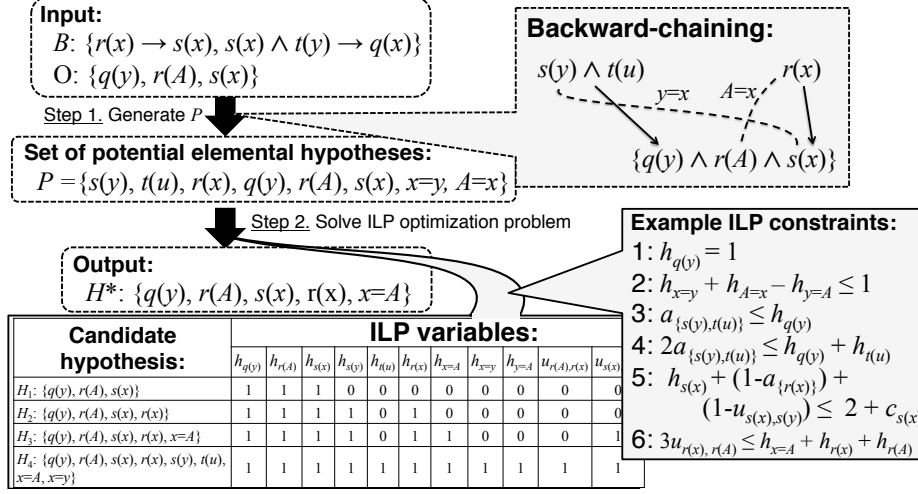 Input:
B: {r(x) → s(x), s(x) ∧ t(y) → q(x)}
O: {q(y), r(A), s(x)}
Step 1. Generate P
Set of potential elemental hypotheses:
P ={s(y), t(u), r(x), q(y), r(A), s(x), x=y, A=x}
Step 2. Solve ILP optimization problem
Output:
H*: {q(y), r(A), s(x), r(x), x=A}
Backward-chaining:
s(y) ∧ t(u) r(x)
y=x A=x
{q(y) ∧ r(A) ∧ s(x)}
Example ILP constraints:
1: h_{q(y)} = 1
2: h_{x=y} + h_{A=x} – h_{y=A} ≤ 1
3: a_{{s(y),t(u)}} ≤ h_{q(y)}
4: 2a_{{s(y),t(u)}} ≤ h_{q(y)} + h_{t(u)}
5: h_{s(x)} + (1-a_{{r(x)}}) +
(1-u_{s(x),s(y)}) ≤ 2 + c_{s(x)}
6: 3u_{r(x), r(A)} ≤ h_{x=A} + h_{r(x)} + h_{r(A)}
Candidate hypothesis: ILP variables:
h_{q(y)} h_{r(A)} h_{s(x)} h_{s(y)} h_{t(u)} h_{r(x)} h_{x=A} h_{x=y} h_{y=A} u_{r(A),r(x)} u_{s(x)
H₁: {q(y), r(A), s(x)} 1 1 1 0 0 0 0 0 0 0 0
H₂: {q(y), r(A), s(x), r(x)} 1 1 1 1 0 1 0 0 0 0 0
H₃: {q(y), r(A), s(x), r(x), x=A} 1 1 1 1 0 1 1 0 0 0 1
H₄: {q(y), r(A), s(x), r(x), s(y), t(u),
x=A, x=y} 1 1 1 1 1 1 1 1 1 1 1